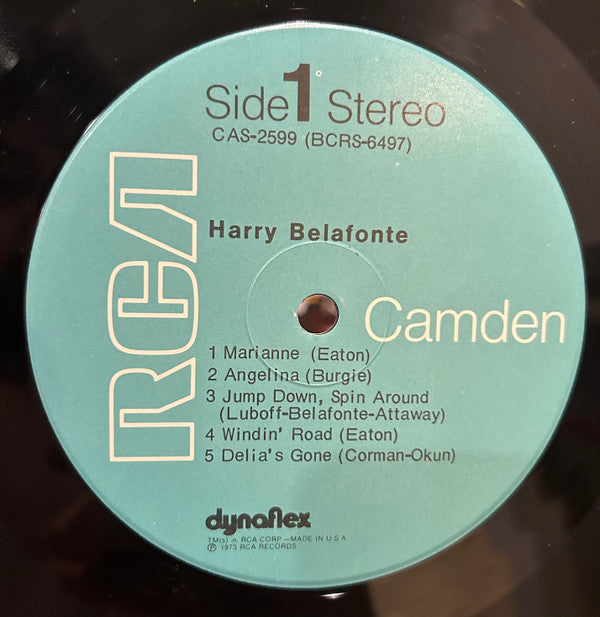 Side 1 Stereo
CAS-2599 (BCRS-6497)
RCA
Harry Belafonte
Camden
1 Marianne (Eaton)
2 Angelina (Burgie)
3 Jump Down, Spin Around
(Luboff-Belafonte-Attaway)
4 Windin' Road (Eaton)
5 Delia's Gone (Corman-Okun)
dynaflex
TM(s) ® RCA CORP.-MADE IN U.S.A.
℗ 1973 RCA RECORDS